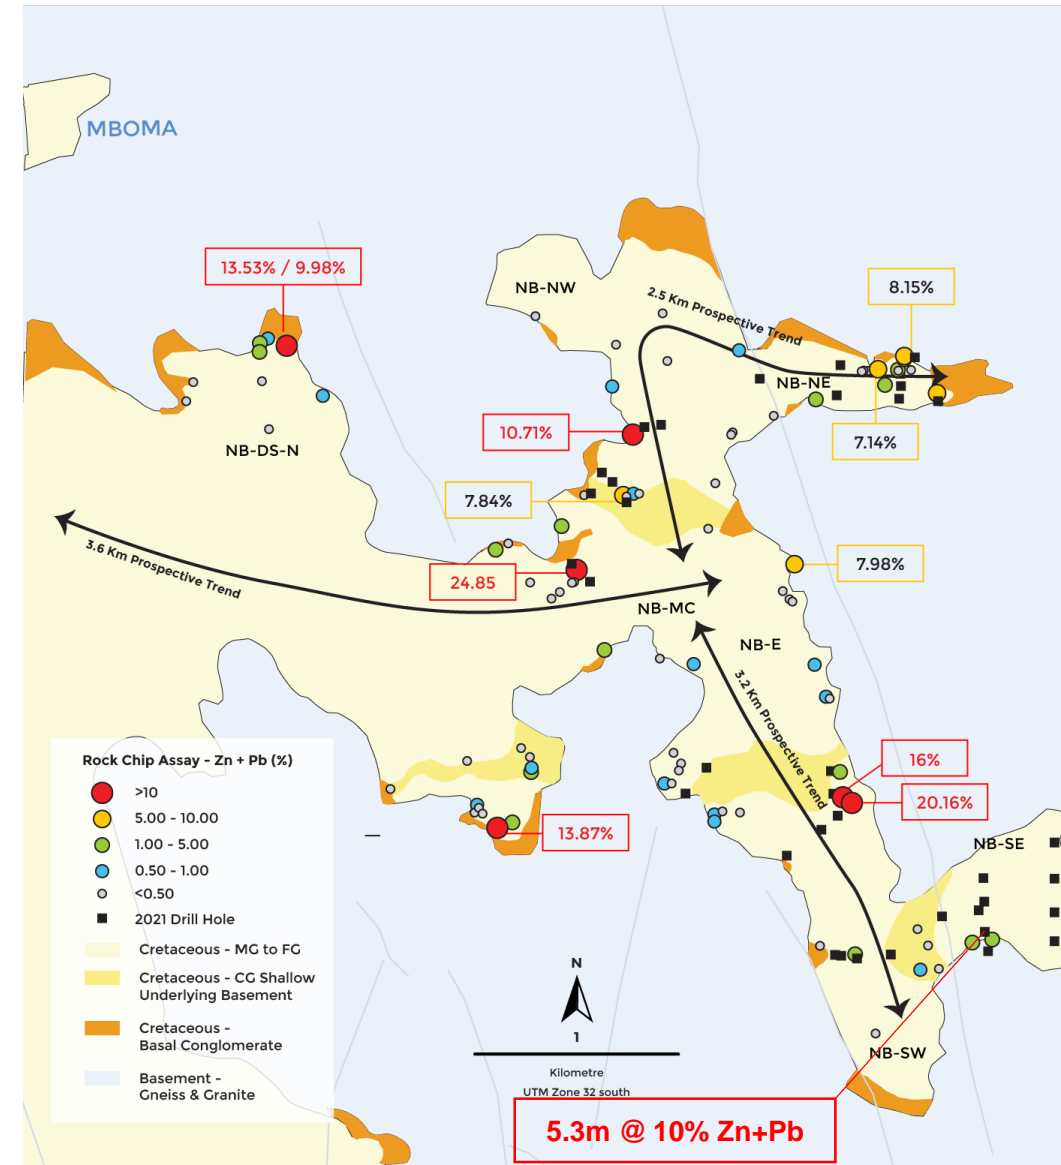 MBOMA
13.53% / 9.98%
NB-NW
2.5 Km Prospective Trend
8.15%
NB-NE
7.14%
10.71%
NB-DS-N
7.84%
3.6 Km Prospective Trend
24.85
7.98%
NB-MC
NB-E
3.2 Km Prospective Trend
16%
20.16%
13.87%
NB-SE
NB-SW
Rock Chip Assay - Zn + Pb (%)
>10
5.00 - 10.00
1.00 - 5.00
0.50 - 1.00
<0.50
2021 Drill Hole
Cretaceous - MG to FG
Cretaceous - CG Shallow
Underlying Basement
Cretaceous -
Basal Conglomerate
Basement -
Gneiss & Granite
N
1
Kilometre
UTM Zone 32 south
5.3m @ 10% Zn+Pb